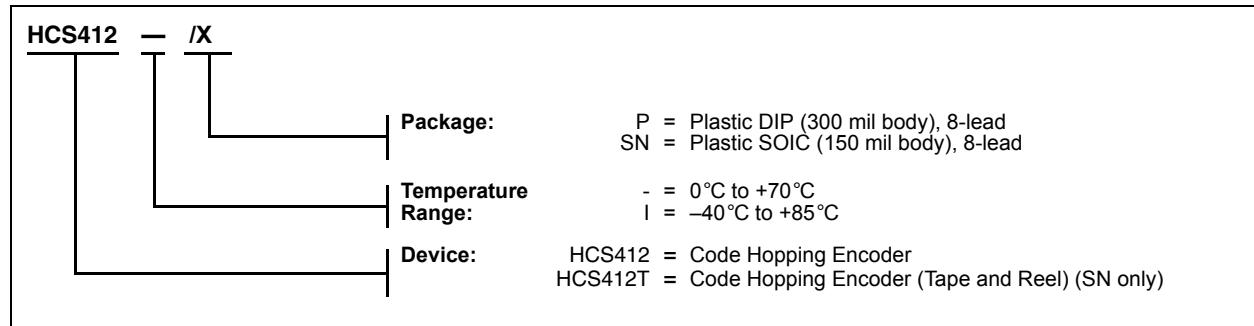 HCS412 — /X
Package: P = Plastic DIP (300 mil body), 8-lead
SN = Plastic SOIC (150 mil body), 8-lead
Temperature - = 0°C to +70°C
Range: I = –40°C to +85°C
Device: HCS412 = Code Hopping Encoder
HCS412T = Code Hopping Encoder (Tape and Reel) (SN only)